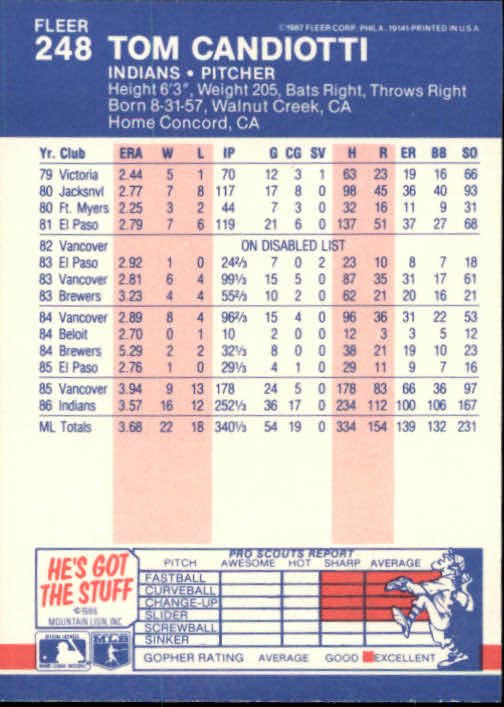 FLEER
248 TOM CANDIOTTI
©1987 FLEER CORP. PHILA. 19141-PRINTED IN U.S.A.
INDIANS • PITCHER
Height 6'3", Weight 205, Bats Right, Throws Right
Born 8-31-57, Walnut Creek, CA
Home Concord, CA
Yr. Club ERA W L IP G CG SV H R ER BB SO
79 Victoria 2.44 5 1 70 12 3 1 63 23 19 16 66
80 Jacksnvl 2.77 7 8 117 17 8 0 98 45 36 40 93
80 Ft. Myers 2.25 3 2 44 7 3 0 32 16 11 9 31
81 El Paso 2.79 7 6 119 21 6 0 137 51 37 27 68
82 Vancover ON DISABLED LIST
83 El Paso 2.92 1 0 24⅔ 7 0 2 23 10 8 7 18
83 Vancover 2.81 6 4 99⅓ 15 5 0 87 35 31 17 61
83 Brewers 3.23 4 4 55⅔ 10 2 0 62 21 20 16 21
84 Vancover 2.89 8 4 96⅔ 15 4 0 96 36 31 22 53
84 Beloit 2.70 0 1 10 2 0 0 12 3 3 5 12
84 Brewers 5.29 2 2 32⅓ 8 0 0 38 21 19 10 23
85 El Paso 2.76 1 0 29⅓ 4 1 0 29 11 9 7 16
85 Vancover 3.94 9 13 178 24 5 0 178 83 66 36 97
86 Indians 3.57 16 12 252⅓ 36 17 0 234 112 100 106 167
ML Totals 3.68 22 18 340⅓ 54 19 0 334 154 139 132 231
HE'S GOT
THE STUFF
©1986
MOUNTAIN LION, INC
PRO SCOUTS REPORT
PITCH AWESOME HOT SHARP AVERAGE
FASTBALL
CURVEBALL
CHANGE-UP
SLIDER
SCREWBALL
SINKER
GOPHER RATING AVERAGE GOOD EXCELLENT
MLB